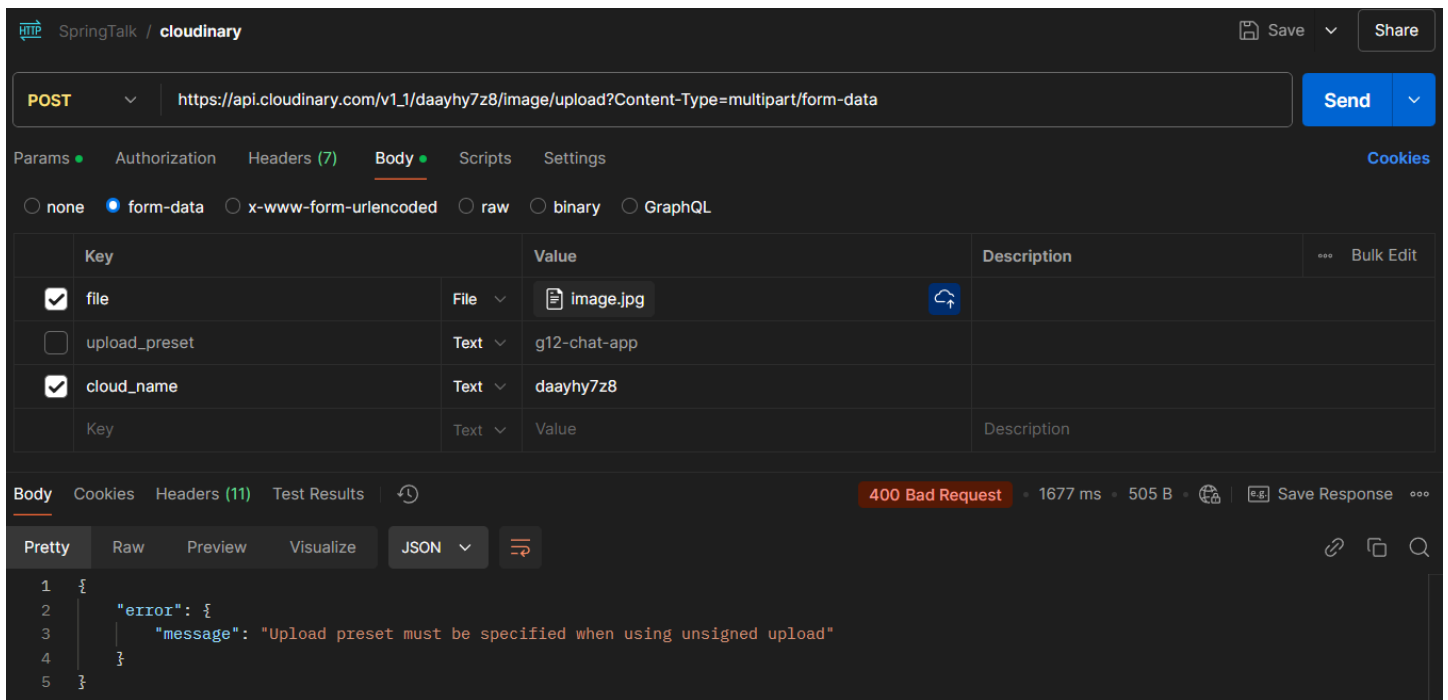 HTTP SpringTalk / cloudinary Save Share
POST https://api.cloudinary.com/v1_1/daayhy7z8/image/upload?Content-Type=multipart/form-data Send
Params Authorization Headers (7) Body Scripts Settings Cookies
none form-data x-www-form-urlencoded raw binary GraphQL
Key Value Description Bulk Edit
file File image.jpg
upload_preset Text g12-chat-app
cloud_name Text daayhy7z8
Key Text Value Description
Body Cookies Headers (11) Test Results 400 Bad Request 1677 ms 505 B e.g. Save Response
Pretty Raw Preview Visualize JSON
1 {
2 "error": {
3 "message": "Upload preset must be specified when using unsigned upload"
4 }
5 }